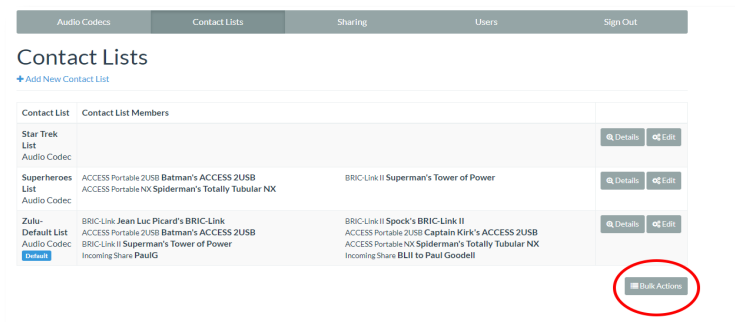 Audio Codecs Contact Lists Sharing Users Sign Out
Contact Lists
+ Add New Contact List
Contact List Contact List Members
Star Trek
List
Audio Codec
Details Edit
Superheroes
List
Audio Codec
ACCESS Portable 2USB Batman's ACCESS 2USB
ACCESS Portable NX Spiderman's Totally Tubular NX
BRIC-Link II Superman's Tower of Power
Details Edit
Zulu-
Default List
Audio Codec
Default
BRIC-Link Jean Luc Picard's BRIC-Link
ACCESS Portable 2USB Batman's ACCESS 2USB
BRIC-Link II Superman's Tower of Power
Incoming Share PaulG
BRIC-Link II Spock's BRIC-Link II
ACCESS Portable 2USB Captain Kirk's ACCESS 2USB
ACCESS Portable NX Spiderman's Totally Tubular NX
Incoming Share BLII to Paul Goodell
Details Edit
Bulk Actions